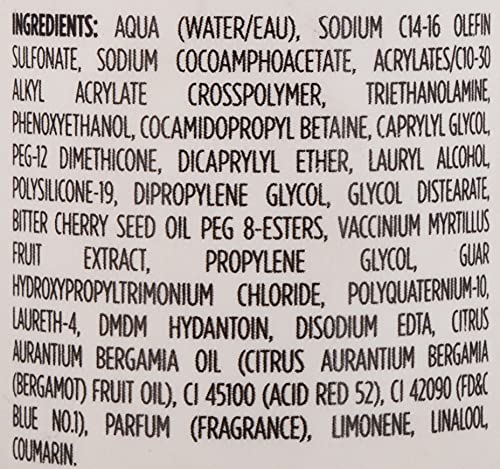 INGREDIENTS: AQUA (WATER/EAU), SODIUM C14-16 OLEFIN
SULFONATE, SODIUM COCOAMPHOACETATE, ACRYLATES/C10-30
ALKYL ACRYLATE CROSSPOLYMER, TRIETHANOLAMINE,
PHENOXYETHANOL, COCAMIDOPROPYL BETAINE, CAPRYLYL GLYCOL,
PEG-12 DIMETHICONE, DICAPRYLYL ETHER, LAURYL ALCOHOL,
POLYSILICONE-19, DIPROPYLENE GLYCOL, GLYCOL DISTEARATE,
BITTER CHERRY SEED OIL PEG 8-ESTERS, VACCINIUM MYRTILLUS
FRUIT EXTRACT, PROPYLENE GLYCOL, GUAR
HYDROXYPROPYLTRIMONIUM CHLORIDE, POLYQUATERNIUM-10,
LAURETH-4, DMDM HYDANTOIN, DISODIUM EDTA, CITRUS
AURANTIUM BERGAMIA OIL (CITRUS AURANTIUM BERGAMIA
(BERGAMOT) FRUIT OIL), CI 45100 (ACID RED 52), CI 42090 (FD&C
BLUE NO.1), PARFUM (FRAGRANCE), LIMONENE, LINALOOL,
COUMARIN.